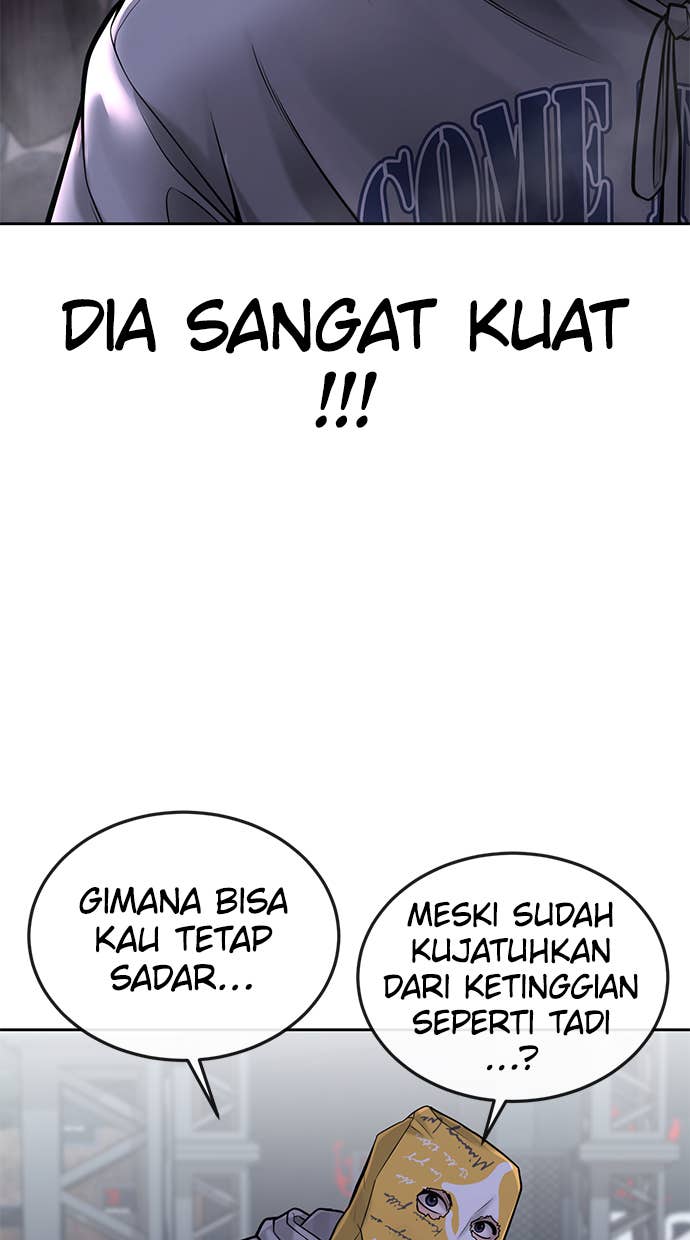 COME
DIA SANGAT KUAT
!!!
GIMANA BISA
KAU TETAP
SADAR...
MESKI SUDAH
KUJATUHKAN
DARI KETINGGIAN
SEPERTI TADI
...?